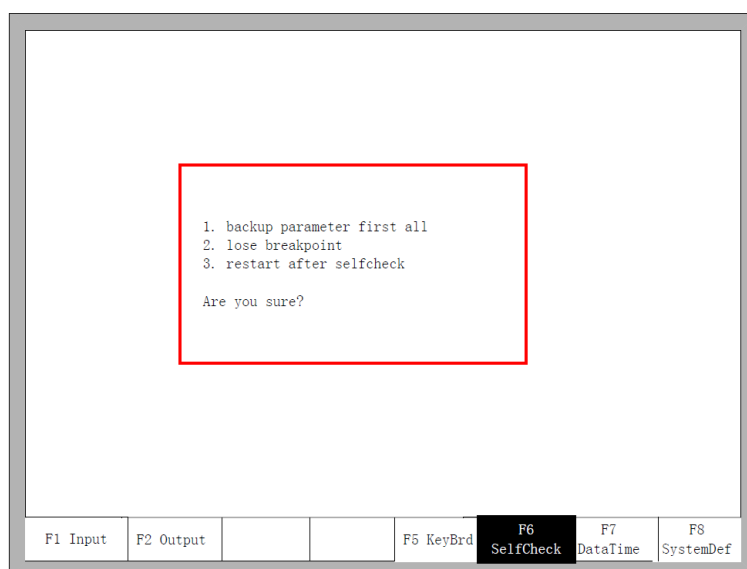 1. backup parameter first all
2. lose breakpoint
3. restart after selfcheck
Are you sure?
F1 Input
F2 Output
F5 KeyBrd
F6
SelfCheck
F7
DataTime
F8
SystemDef